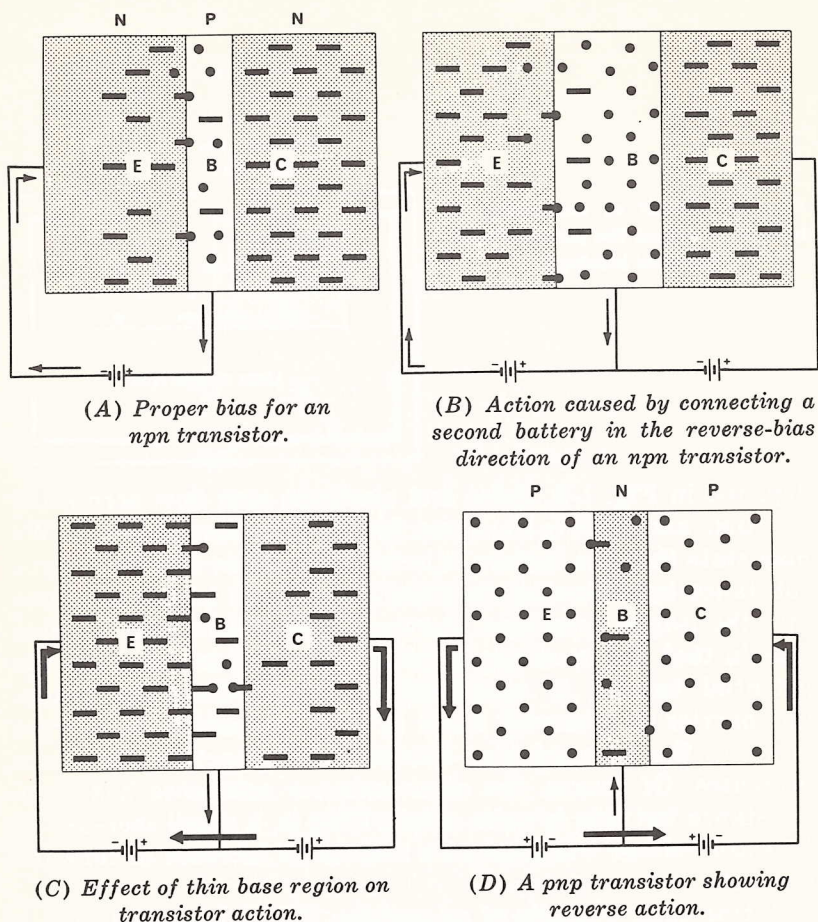 N P N
E B C
- + 
(A) Proper bias for an
npn transistor.
E B C
- + - +
(B) Action caused by connecting a
second battery in the reverse-bias
direction of an npn transistor.
E B C
- + - +
(C) Effect of thin base region on
transistor action.
P N P
E B C
+ - + -
(D) A pnp transistor showing
reverse action.